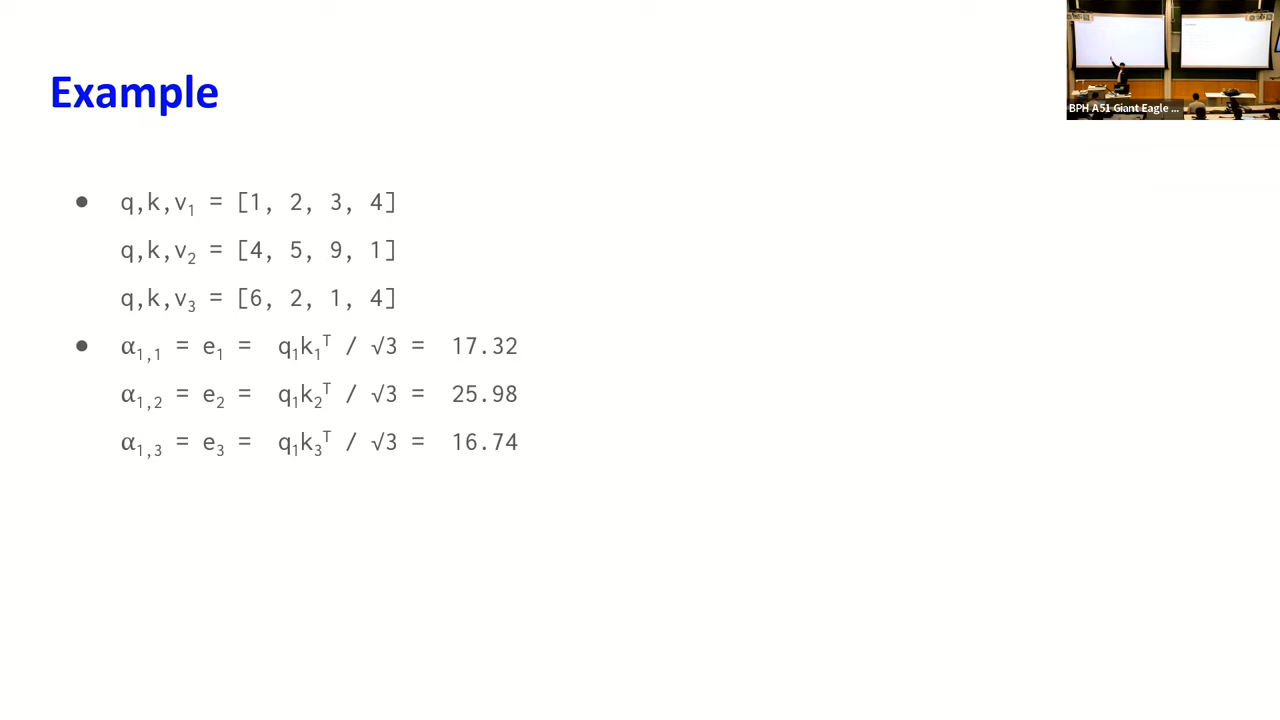 BPH A51 Giant Eagle ...
Example
● q,k,v₁ = [1, 2, 3, 4]
q,k,v₂ = [4, 5, 9, 1]
q,k,v₃ = [6, 2, 1, 4]
● α₁,₁ = e₁ = q₁k₁ᵀ / √3 = 17.32
α₁,₂ = e₂ = q₁k₂ᵀ / √3 = 25.98
α₁,₃ = e₃ = q₁k₃ᵀ / √3 = 16.74